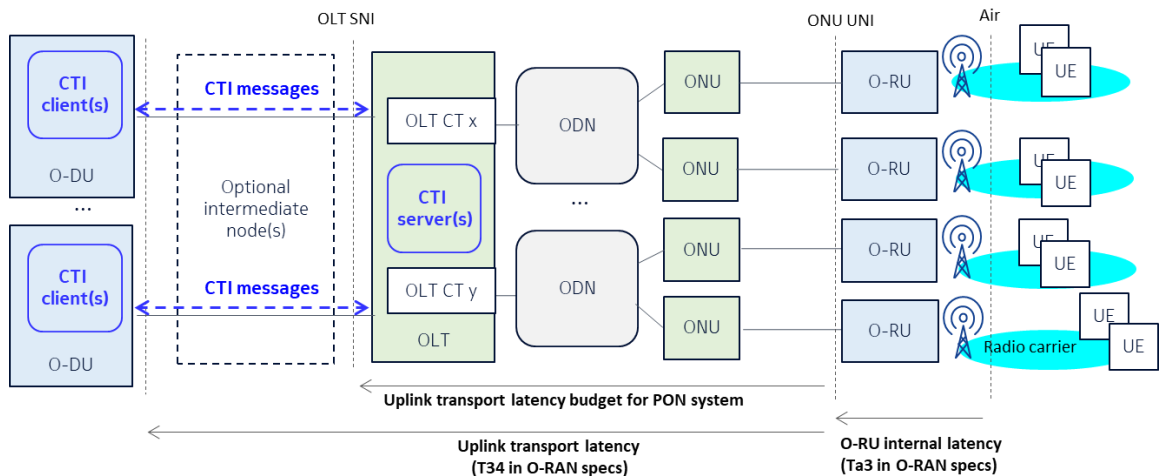 OLT SNI
ONU UNI
Air
CTI
client(s)
O-DU
CTI messages
OLT CT x
ODN
ONU
O-RU
UE
UE
ONU
O-RU
UE
UE
...
Optional
intermediate
node(s)
CTI
server(s)
...
CTI
client(s)
O-DU
CTI messages
OLT CT y
OLT
ODN
ONU
O-RU
UE
UE
ONU
O-RU
Radio carrier
UE
UE
Uplink transport latency budget for PON system
Uplink transport latency
(T34 in O-RAN specs)
O-RU internal latency
(Ta3 in O-RAN specs)